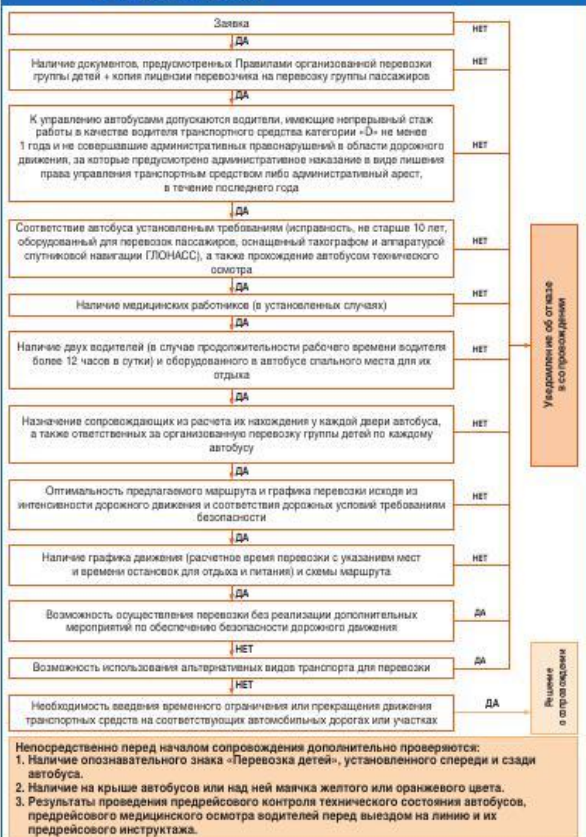 Заявка
НЕТ
ДА
Наличие документов, предусмотренных Правилами организованной перевозки
группы детей + копия лицензии перевозчика на перевозку группы пассажиров
НЕТ
ДА
К управлению автобусами допускаются водители, имеющие непрерывный стаж
работы в качестве водителя транспортного средства категории «D» не менее
1 года и не совершавшие административных правонарушений в области дорожного
движения, за которые предусмотрено административное наказание в виде лишения
права управления транспортным средством либо административный арест,
в течение последнего года
НЕТ
ДА
Соответствие автобуса установленным требованиям (исправность, не старше 10 лет,
оборудованный для перевозок пассажиров, оснащенный тахографом и аппаратурой
спутниковой навигации ГЛОНАСС), а также прохождение автобусом технического
осмотра
НЕТ
ДА
Наличие медицинских работников (в установленных случаях)
НЕТ
ДА
Наличие двух водителей (в случае продолжительности рабочего времени водителя
более 12 часов в сутки) и оборудованного в автобусе спального места для их
отдыха
НЕТ
ДА
Назначение сопровождающих из расчета их нахождения у каждой двери автобуса,
а также ответственных за организованную перевозку группы детей по каждому
автобусу
НЕТ
ДА
Оптимальность предлагаемого маршрута и графика перевозки исходя из
интенсивности дорожного движения и соответствия дорожных условий требованиям
безопасности
НЕТ
ДА
Наличие графика движения (расчетное время перевозки с указанием мест
и времени остановок для отдыха и питания) и схемы маршрута
НЕТ
ДА
Возможность осуществления перевозки без реализации дополнительных
мероприятий по обеспечению безопасности дорожного движения
ДА
НЕТ
Возможность использования альтернативных видов транспорта для перевозки
ДА
НЕТ
Необходимость введения временного ограничения или прекращения движения
транспортных средств на соответствующих автомобильных дорогах или участках
ДА
Уведомление об отказе
в сопровождении
Решение
о сопровождении
Непосредственно перед началом сопровождения дополнительно проверяются:
1. Наличие опознавательного знака «Перевозка детей», установленного спереди и сзади
автобуса.
2. Наличие на крыше автобусов или над ней маячка желтого или оранжевого цвета.
3. Результаты проведения предрейсового контроля технического состояния автобусов,
предрейсового медицинского осмотра водителей перед выездом на линию и их
предрейсового инструктажа.